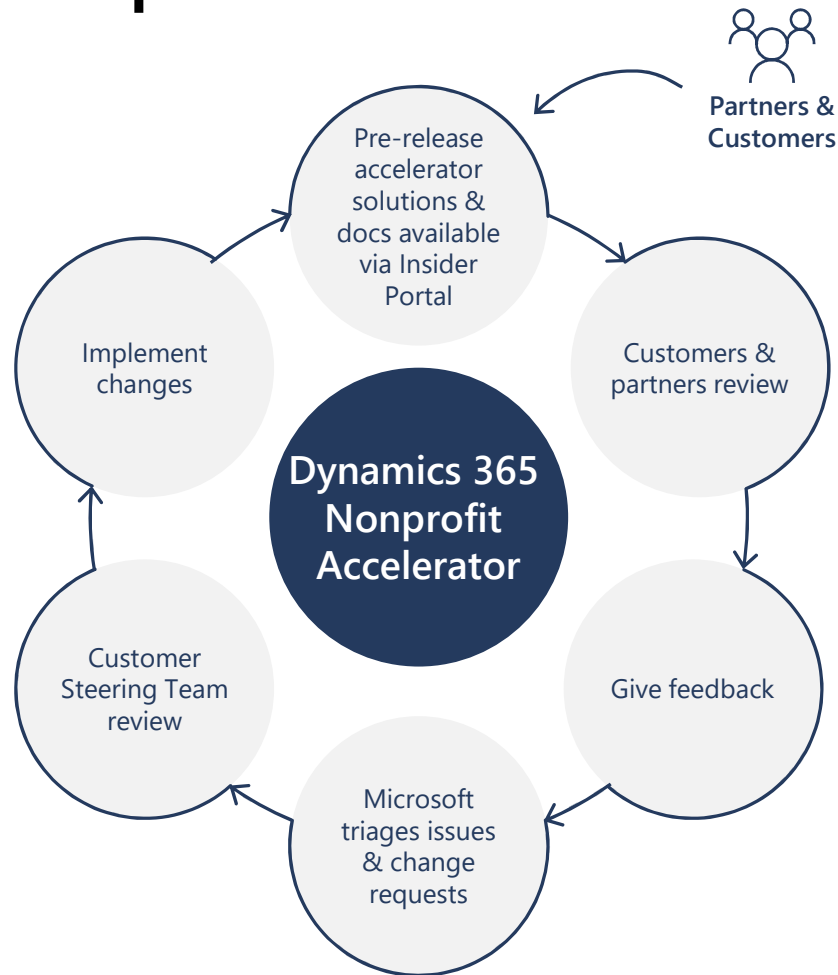 Partners &
Customers
Pre-release
accelerator
solutions &
docs available
via Insider
Portal
Customers &
partners review
Give feedback
Microsoft
triages issues
& change
requests
Customer
Steering Team
review
Implement
changes
Dynamics 365
Nonprofit
Accelerator